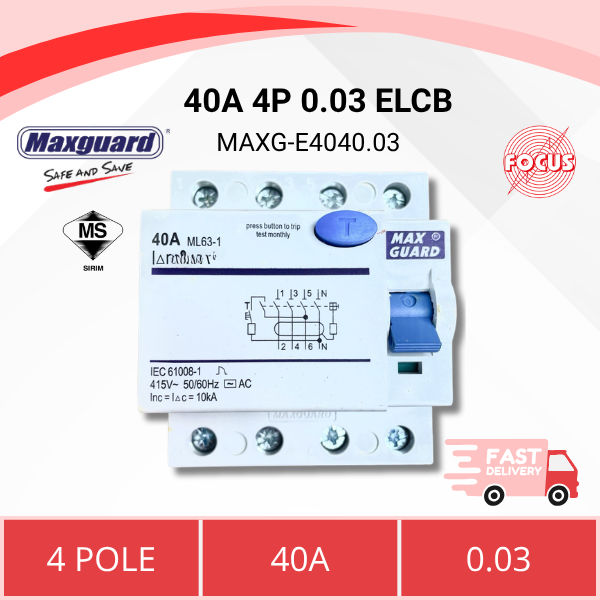 40A 4P 0.03 ELCB
MAXG-E4040.03
Maxguard®
SAFE AND SAVE
FOCUS
MS
SIRIM
press button to trip
test monthly
T
40A ML63-1
MAX ®
GUARD
1 3 5 N
T
E
2 4 6 N
IEC 61008-1
415V~ 50/60Hz AC
Inc = I∆c = 10kA
MAXGUARD
FAST
DELIVERY
4 POLE
40A
0.03